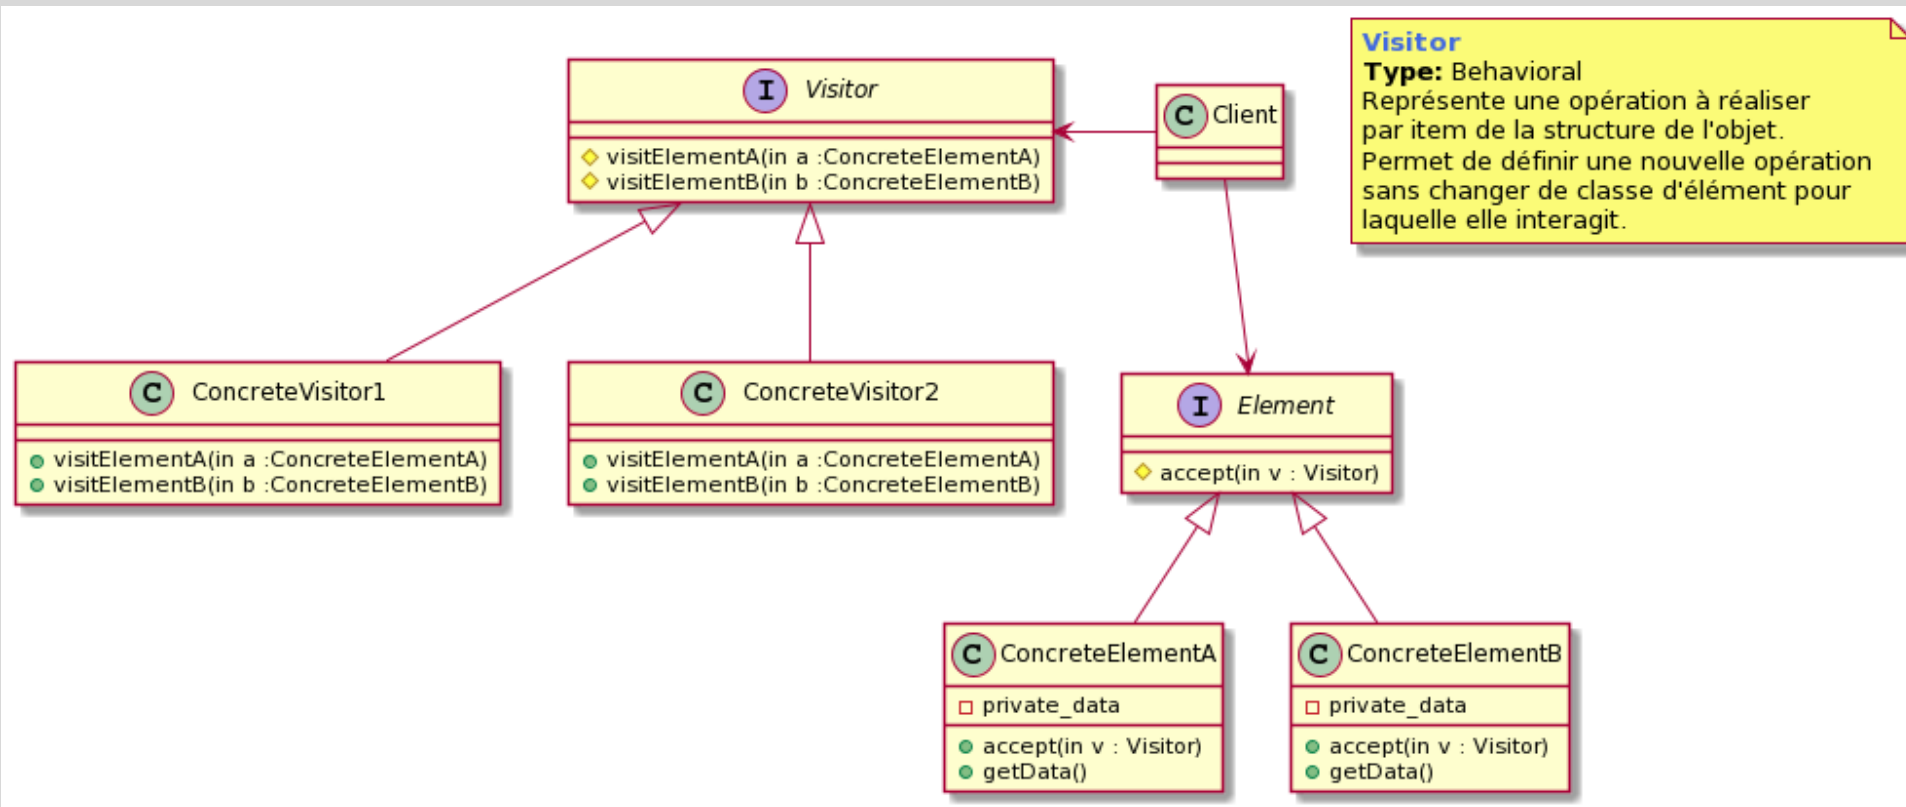 I Visitor
visitElementA(in a :ConcreteElementA)
visitElementB(in b :ConcreteElementB)
C Client
Visitor
Type: Behavioral
Représente une opération à réaliser
par item de la structure de l'objet.
Permet de définir une nouvelle opération
sans changer de classe d'élément pour
laquelle elle interagit.
C ConcreteVisitor1
visitElementA(in a :ConcreteElementA)
visitElementB(in b :ConcreteElementB)
C ConcreteVisitor2
visitElementA(in a :ConcreteElementA)
visitElementB(in b :ConcreteElementB)
I Element
accept(in v : Visitor)
C ConcreteElementA
private_data
accept(in v : Visitor)
getData()
C ConcreteElementB
private_data
accept(in v : Visitor)
getData()